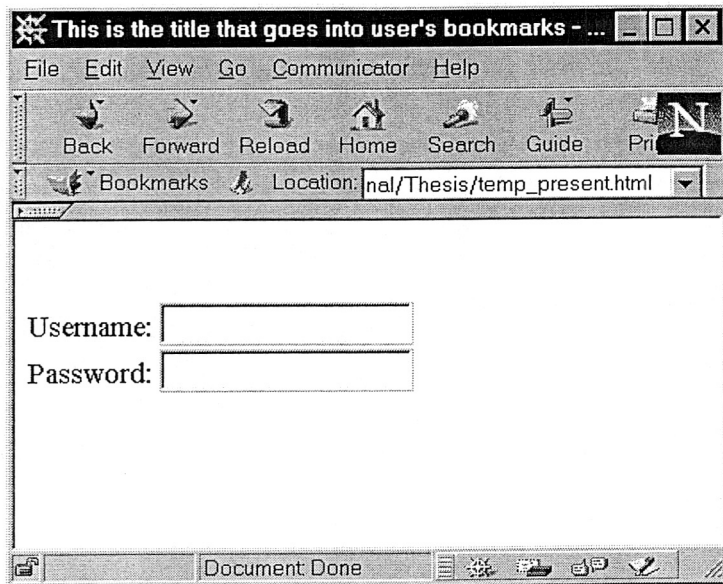 This is the title that goes into user's bookmarks - ...
File Edit View Go Communicator Help
Back Forward Reload Home Search Guide Pri N
Bookmarks Location: nal/Thesis/temp_present.html
Username:
Password:
Document: Done